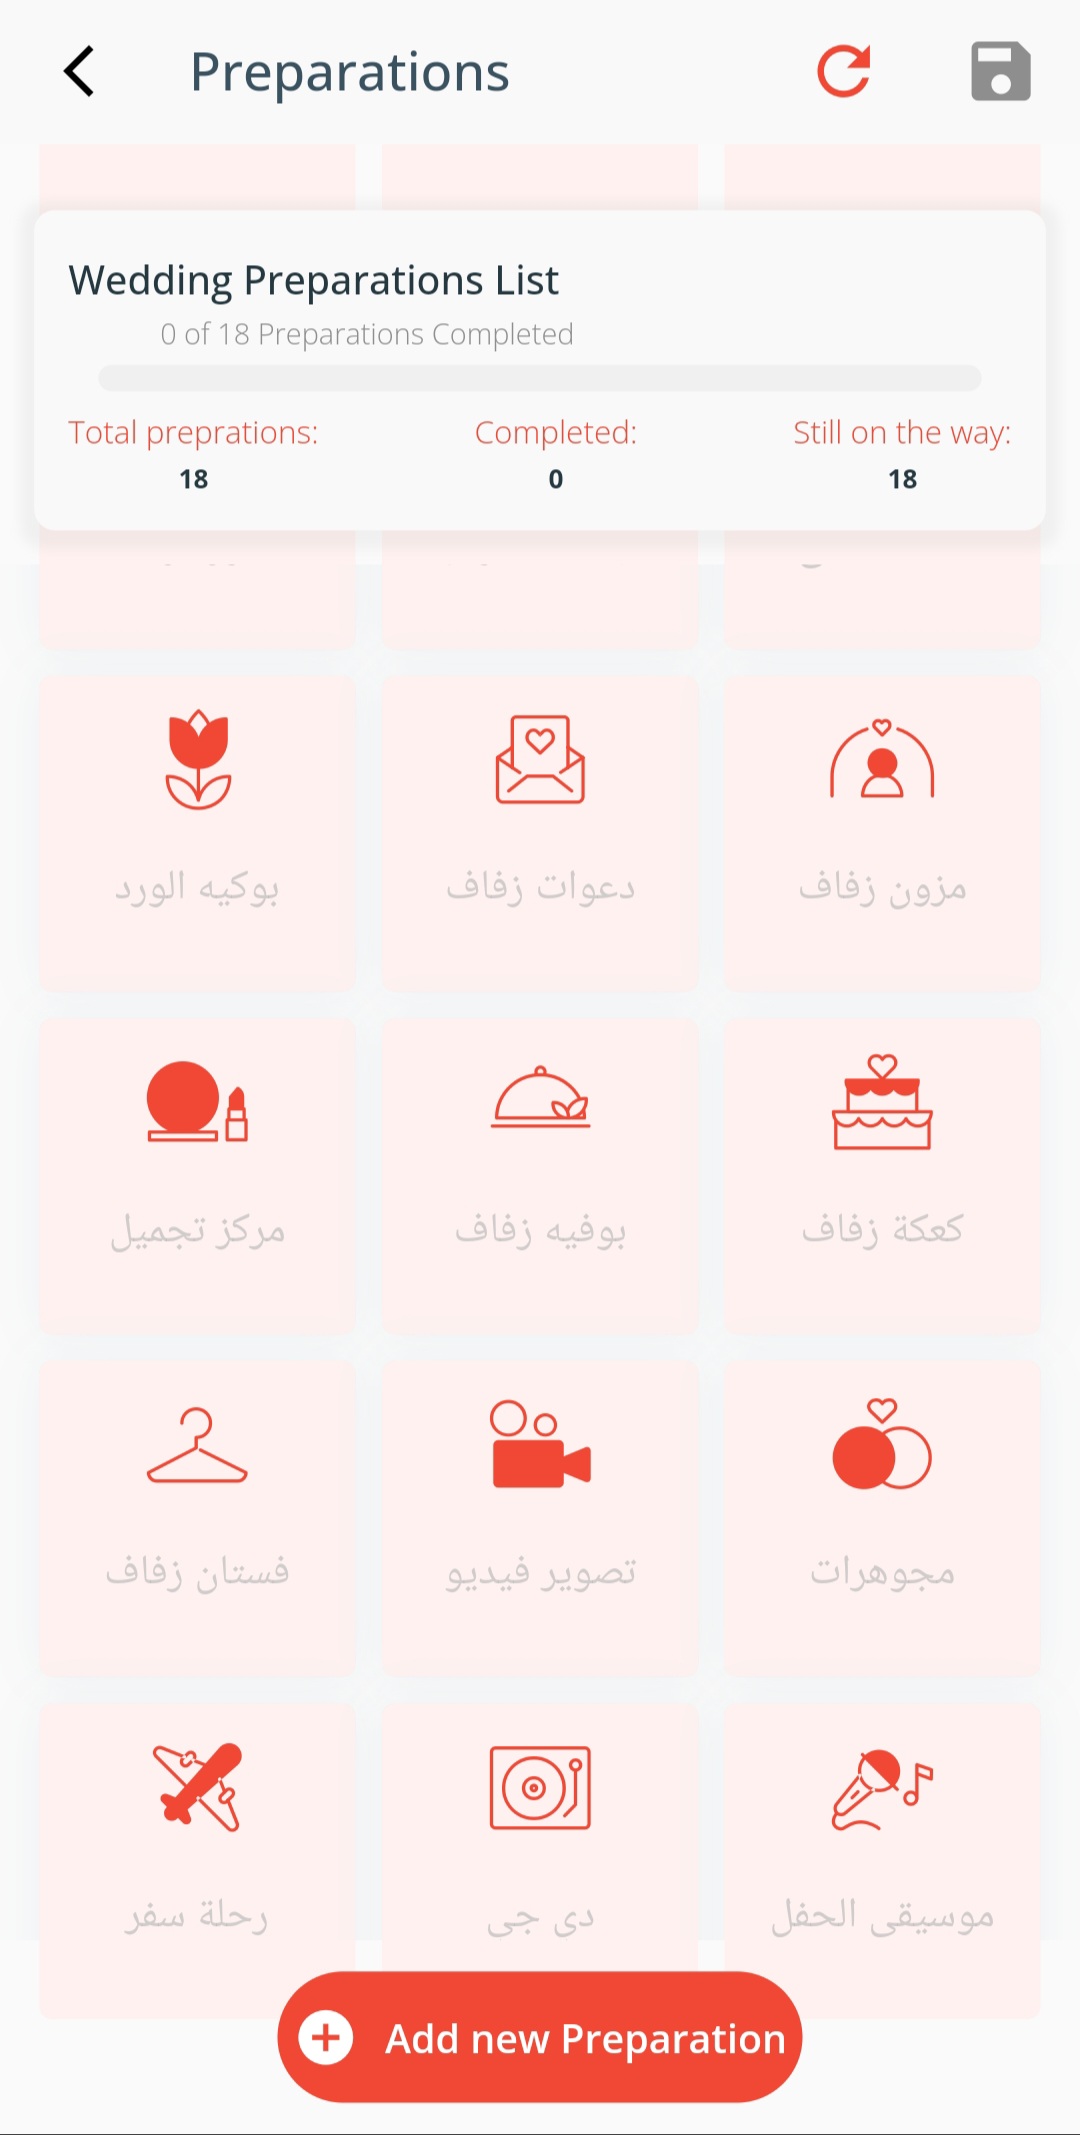 Preparations
Wedding Preparations List
0 of 18 Preparations Completed
Total preprations:
Completed:
Still on the way:
18
0
18
بوكيه الورد
دعوات زفاف
مزون زفاف
مركز تجميل
بوفيه زفاف
كعكة زفاف
فستان زفاف
تصوير فيديو
مجوهرات
رحلة سفر
دى جى
موسيقى الحفل
Add new Preparation